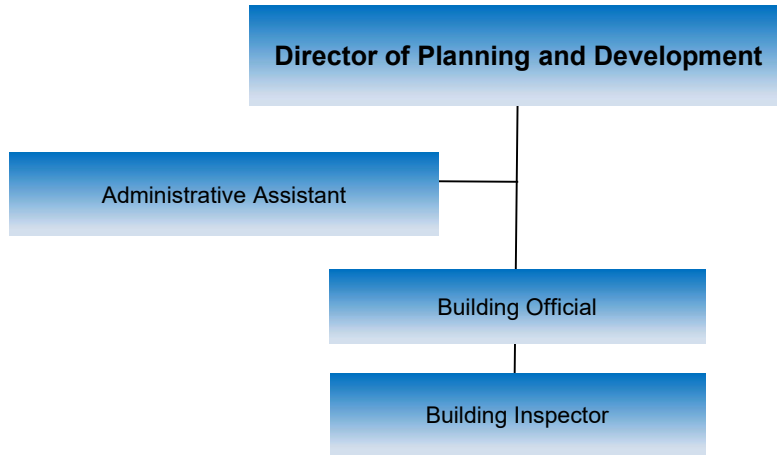 Director of Planning and Development
Administrative Assistant
Building Official
Building Inspector